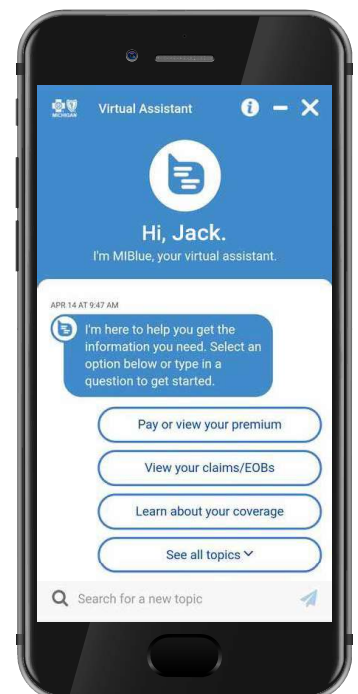 MICHIGAN
Virtual Assistant
Hi, Jack.
I'm MIBlue, your virtual assistant.
APR 14 AT 9:47 AM
I'm here to help you get the
information you need. Select an
option below or type in a
question to get started.
Pay or view your premium
View your claims/EOBs
Learn about your coverage
See all topics
Search for a new topic